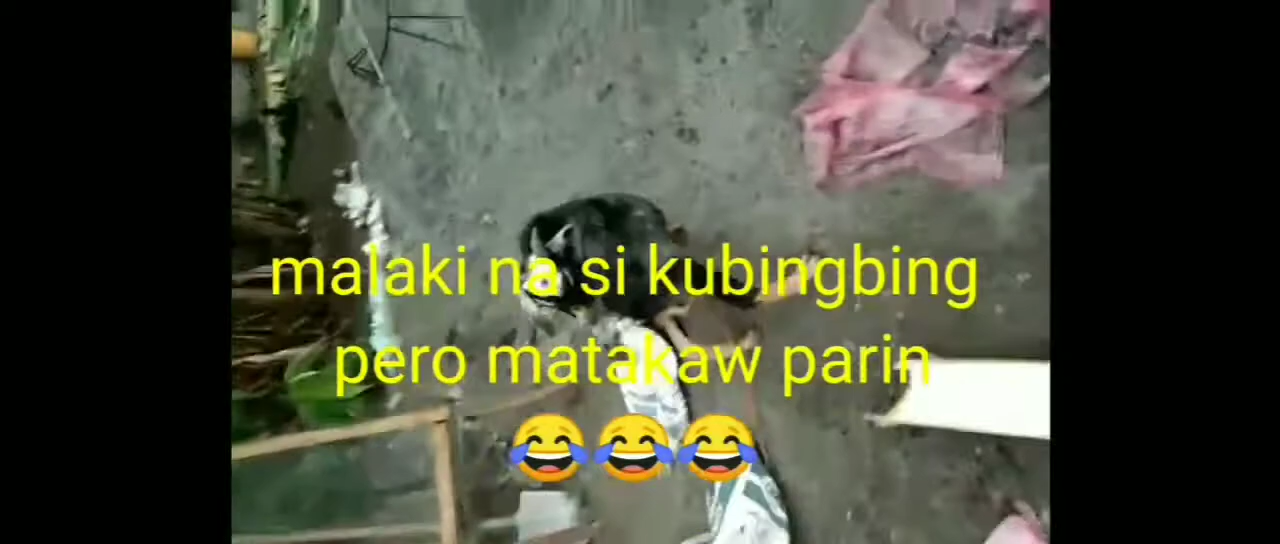 malaki na si kubingbing
pero matakaw parin
😂😂😂